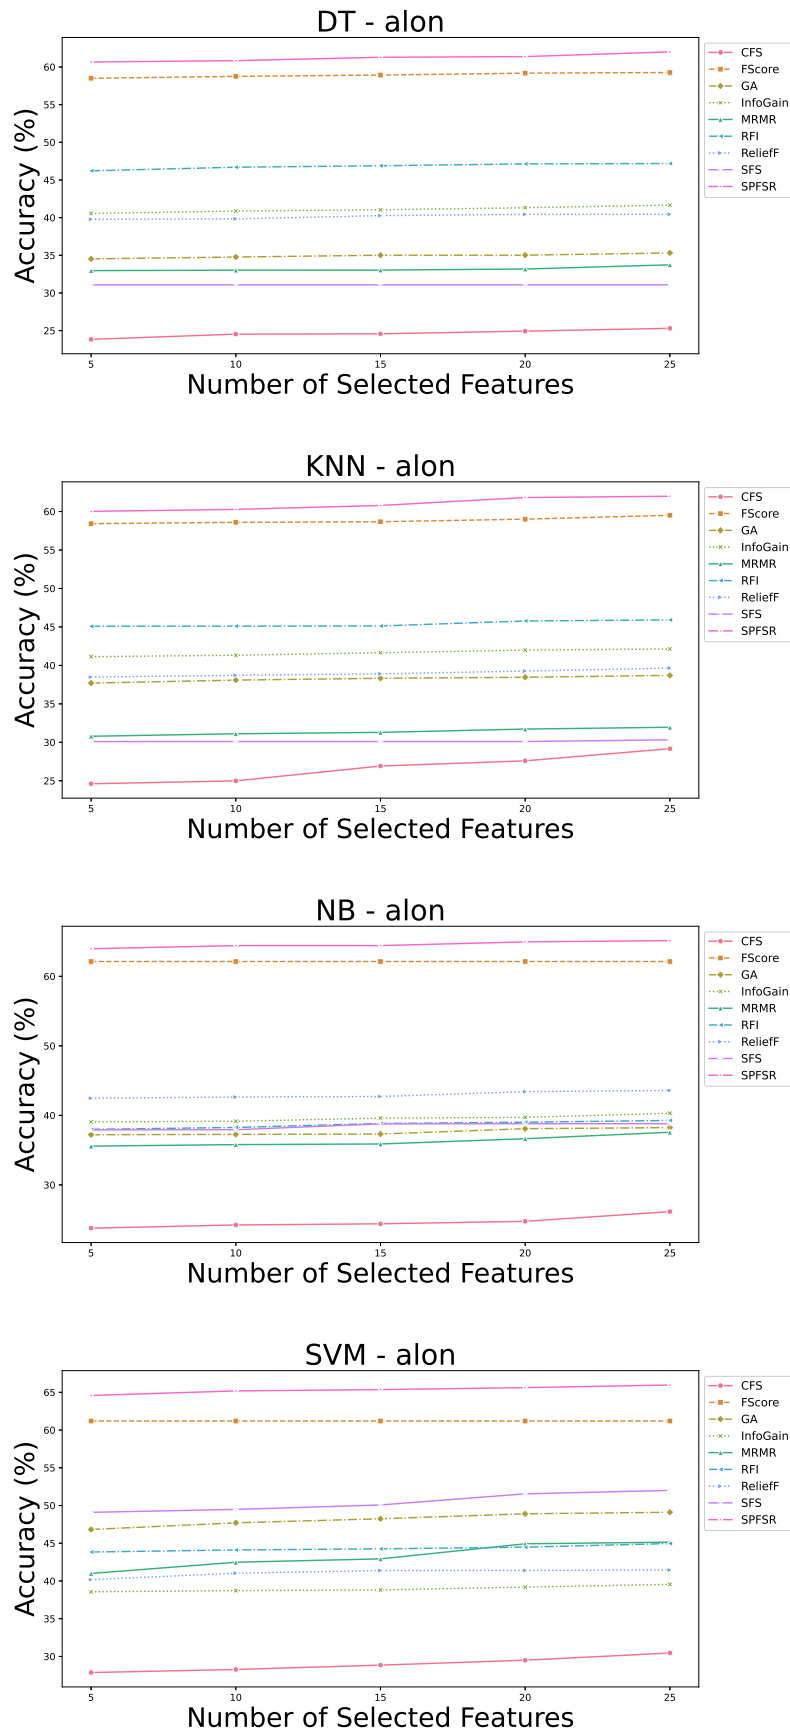 DT - alon
Accuracy (%)
60
55
50
45
40
35
30
25
5 10 15 20 25
Number of Selected Features
CFS
FScore
GA
InfoGain
MRMR
RFI
ReliefF
SFS
SPFSR
KNN - alon
Accuracy (%)
60
55
50
45
40
35
30
25
5 10 15 20 25
Number of Selected Features
CFS
FScore
GA
InfoGain
MRMR
RFI
ReliefF
SFS
SPFSR
NB - alon
Accuracy (%)
60
50
40
30
5 10 15 20 25
Number of Selected Features
CFS
FScore
GA
InfoGain
MRMR
RFI
ReliefF
SFS
SPFSR
SVM - alon
Accuracy (%)
65
60
55
50
45
40
35
30
5 10 15 20 25
Number of Selected Features
CFS
FScore
GA
InfoGain
MRMR
RFI
ReliefF
SFS
SPFSR